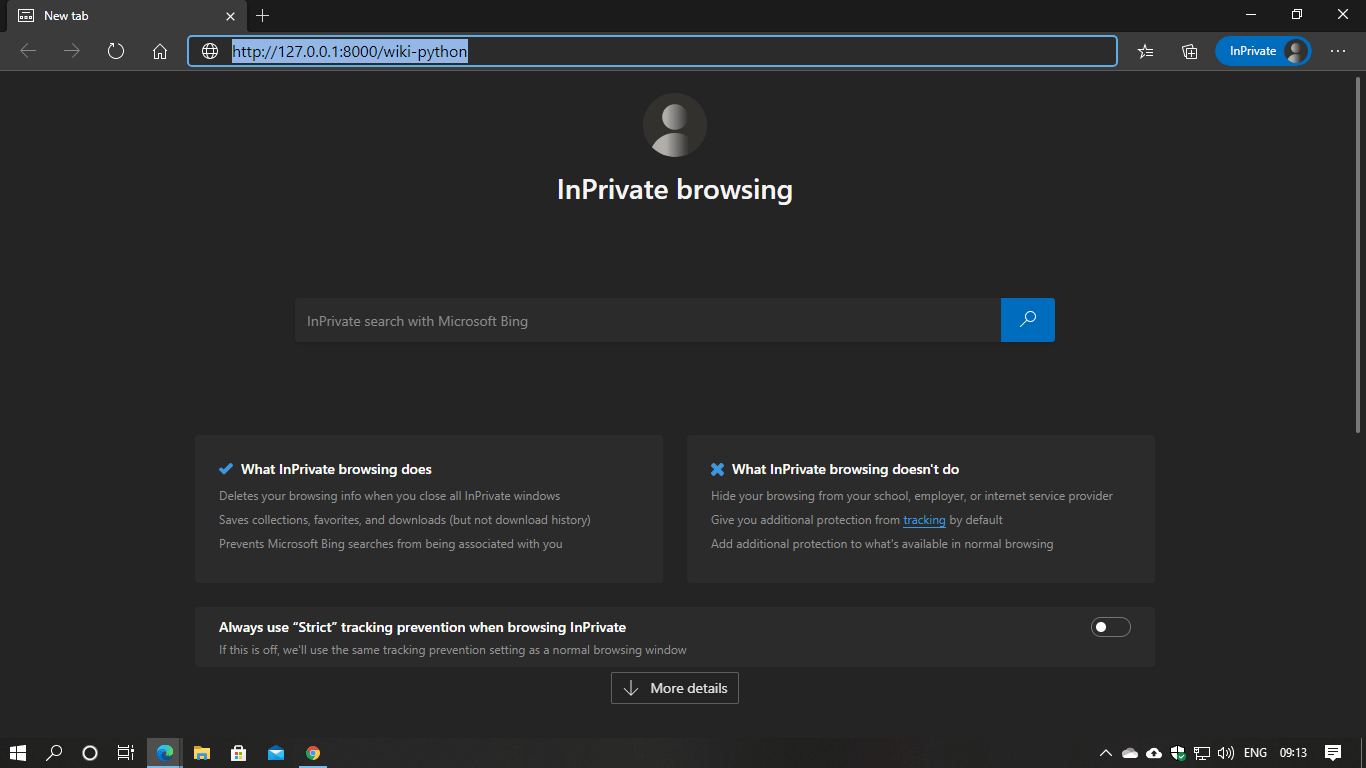 New tab
http://127.0.0.1:8000/wiki-python
InPrivate
InPrivate browsing
InPrivate search with Microsoft Bing
What InPrivate browsing does
Deletes your browsing info when you close all InPrivate windows
Saves collections, favorites, and downloads (but not download history)
Prevents Microsoft Bing searches from being associated with you
What InPrivate browsing doesn't do
Hide your browsing from your school, employer, or internet service provider
Give you additional protection from tracking by default
Add additional protection to what's available in normal browsing
Always use “Strict” tracking prevention when browsing InPrivate
If this is off, we'll use the same tracking prevention setting as a normal browsing window
More details
ENG 09:13